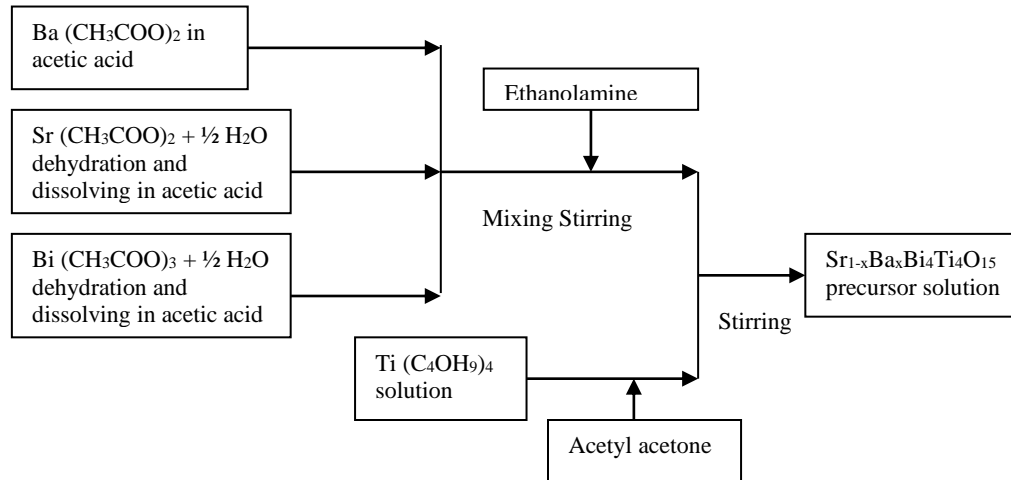 Ba (CH₃COO)₂ in
acetic acid
Ethanolamine
Sr (CH₃COO)₂ + ½ H₂O
dehydration and
dissolving in acetic acid
Mixing Stirring
Bi (CH₃COO)₃ + ½ H₂O
dehydration and
dissolving in acetic acid
Sr₁₋ₓBaₓBi₄Ti₄O₁₅
precursor solution
Stirring
Ti (C₄OH₉)₄
solution
Acetyl acetone